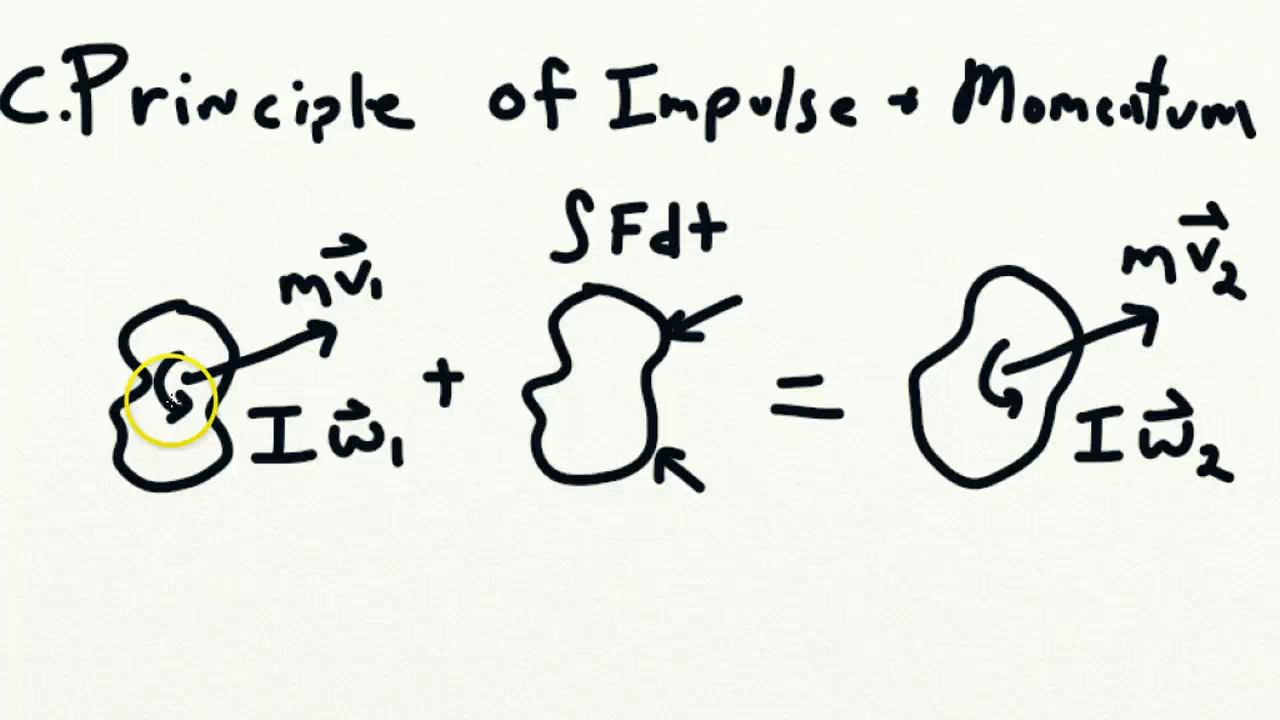 C. Principle of Impulse + Momentum
∫Fdt
mv⃗₁ mv⃗₂
+ =
Iω⃗₁ Iω⃗₂